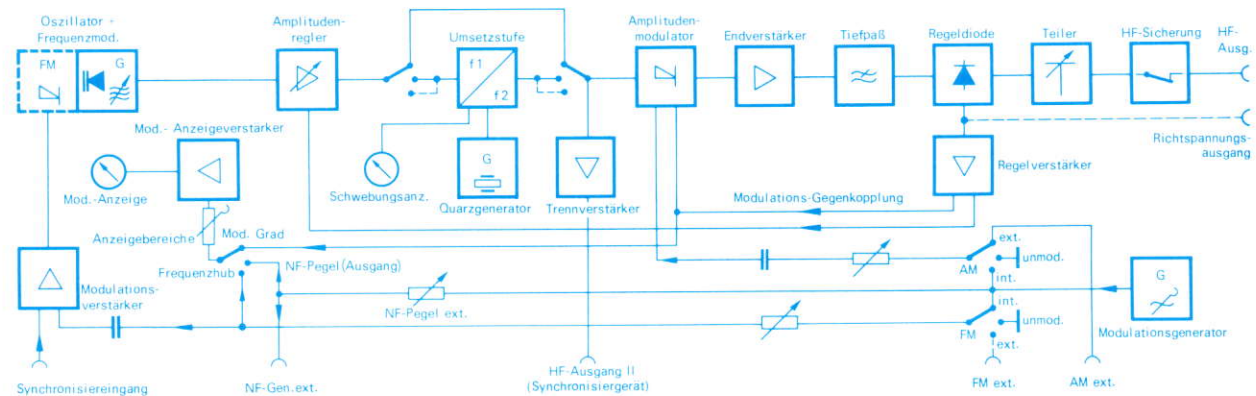 Oszillator -
Frequenzmod.
FM
G
Amplituden-
regler
Umsetzstufe
f1
f2
Amplituden-
modulator
Endverstärker
Tiefpaß
Regeldiode
Teiler
HF-Sicherung
HF-
Ausg.
Mod.- Anzeigeverstärker
Mod.-Anzeige
Schwebungsanz.
G
Quarzgenerator
Trennverstärker
Richtspannungs-
ausgang
Regelverstärker
Modulations-Gegenkopplung
Anzeigebereiche
Mod. Grad
Frequenzhub
NF-Pegel (Ausgang)
NF-Pegel ext.
Modulations-
verstärker
ext.
AM
unmod.
int.
int.
FM
unmod.
ext.
G
Modulationsgenerator
Synchronisiereingang
NF-Gen.ext.
HF-Ausgang II
(Synchronisiergerät)
FM ext.
AM ext.